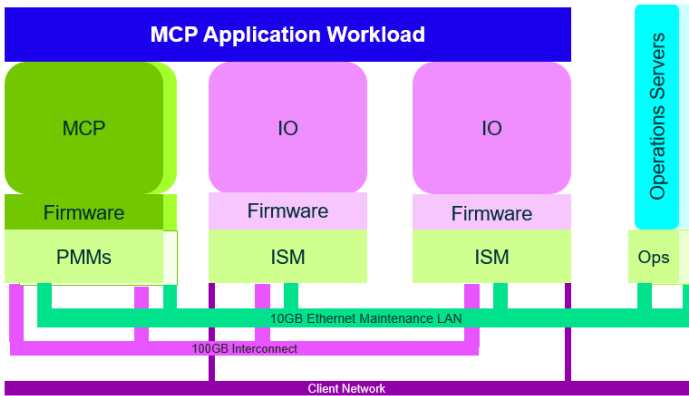 MCP Application Workload
MCP
IO
IO
Operations Servers
Firmware
Firmware
Firmware
PMMs
ISM
ISM
Ops
10GB Ethernet Maintenance LAN
100GB Interconnect
Client Network